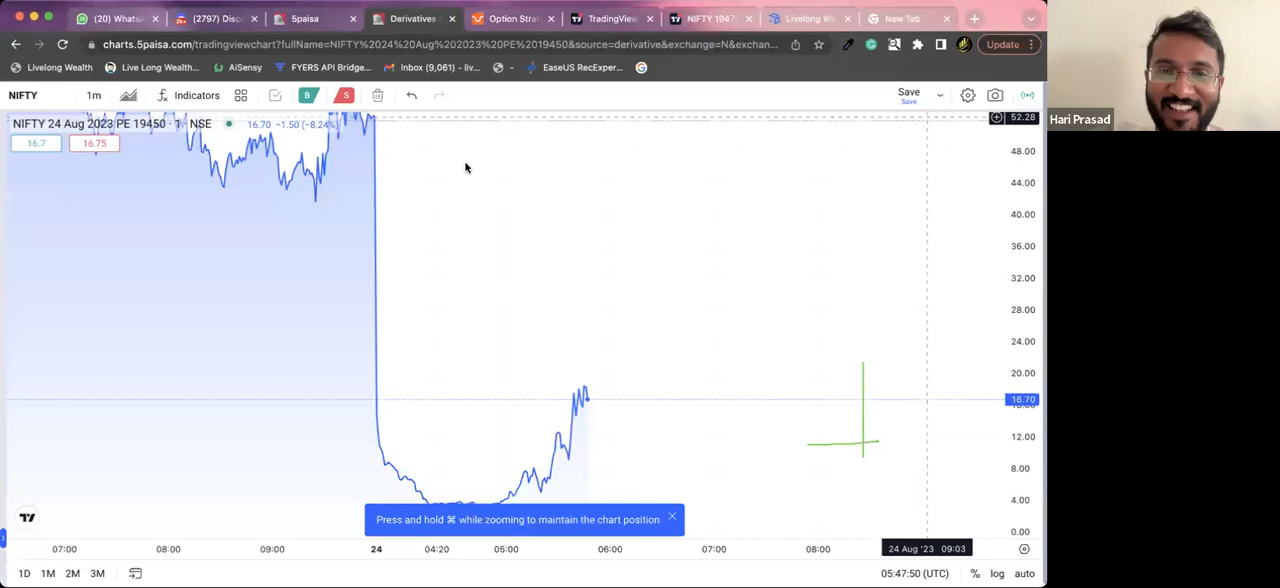 (20) Whats
(2797) Disc
5paisa
Derivatives
Option Strat
TradingView
NIFTY 1947
Livelong We
New Tab
charts.5paisa.com/tradingviewchart?fullName=NIFTY%2024%20Aug%202023%20PE%2019450&source=derivative&exchange=N&exchan...
Update
Livelong Wealth
Live Long Wealth...
AiSensy
FYERS API Bridge...
Inbox (9,061) - liv...
-
EaseUS RecExper...
NIFTY
1m
Indicators
B
S
Save
Save
NIFTY 24 Aug 2023 PE 19450 · 1 · NSE
16.70 −1.50 (−8.24%)
16.7
16.75
52.28
48.00
44.00
40.00
36.00
32.00
28.00
24.00
20.00
16.70
12.00
8.00
4.00
0.00
Press and hold ⌘ while zooming to maintain the chart position
07:00
08:00
09:00
24
04:20
05:00
06:00
07:00
08:00
24 Aug '23 09:03
1D
1M
2M
3M
05:47:50 (UTC)
%
log
auto
Hari Prasad